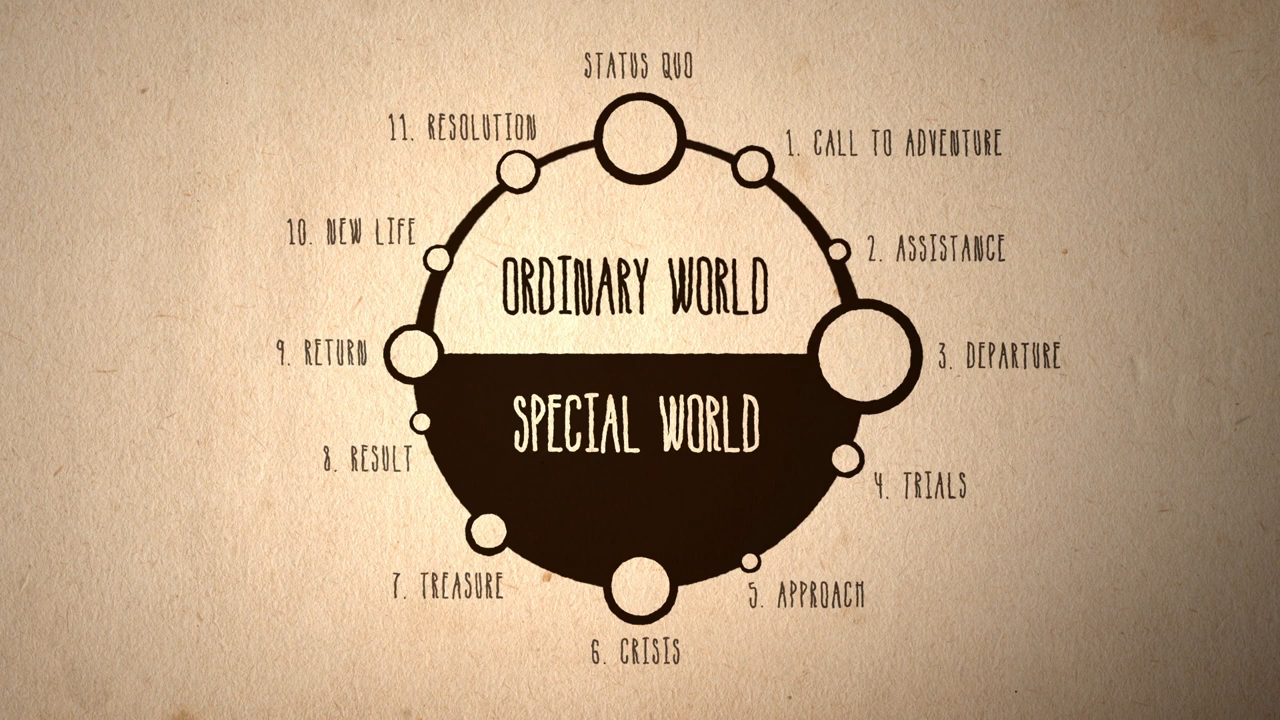 STATUS QUO
1. CALL TO ADVENTURE
2. ASSISTANCE
3. DEPARTURE
4. TRIALS
5. APPROACH
6. CRISIS
7. TREASURE
8. RESULT
9. RETURN
10. NEW LIFE
11. RESOLUTION
ORDINARY WORLD
SPECIAL WORLD